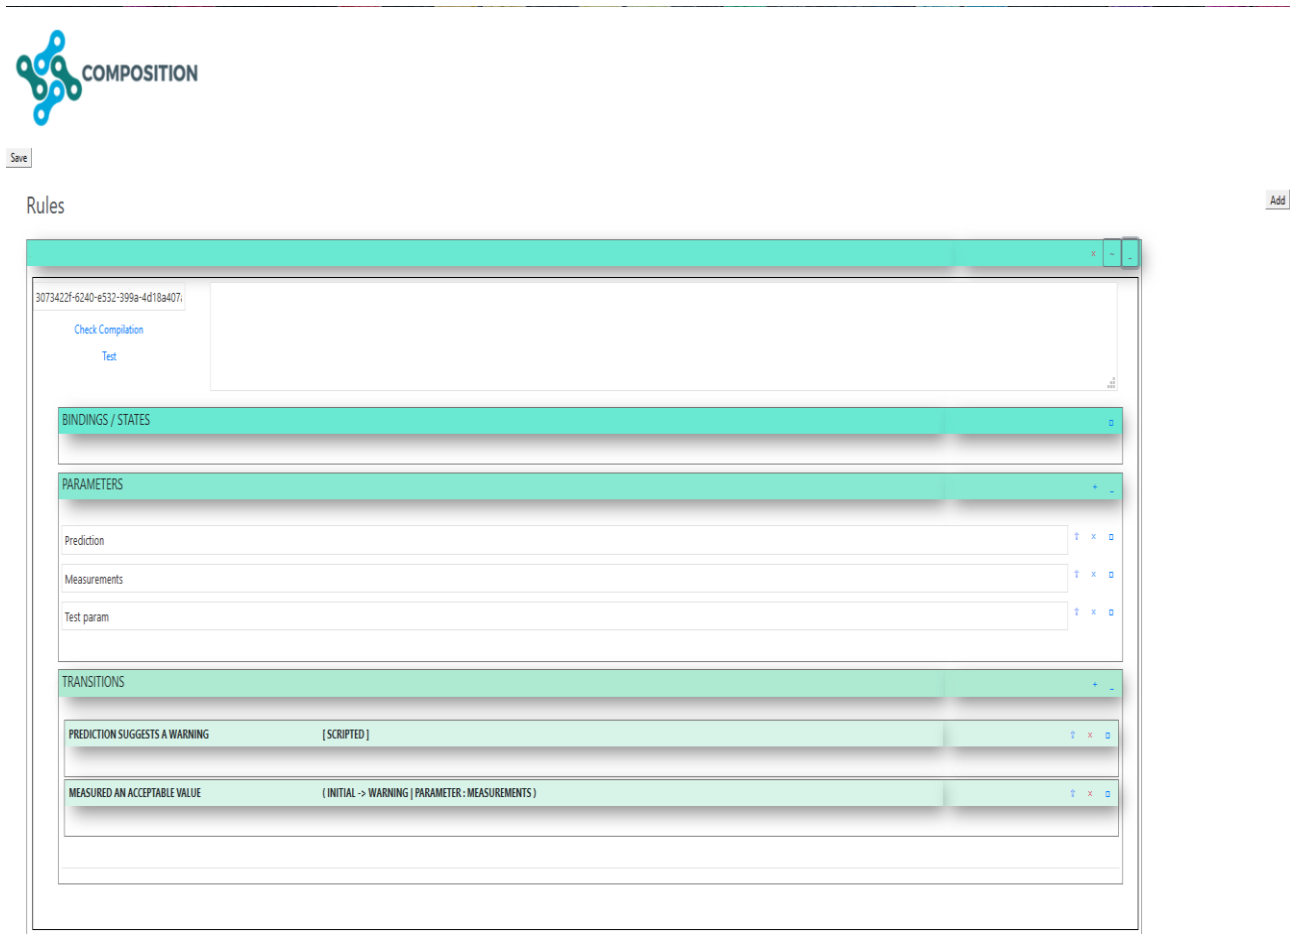 COMPOSITION
Save
Rules
Add
x ~ _
3073422f-6240-e532-399a-4d18a407
Check Compilation
Test
BINDINGS / STATES
PARAMETERS + _
Prediction ⇧ x
Measurements ⇧ x
Test param ⇧ x
TRANSITIONS + _
PREDICTION SUGGESTS A WARNING [ SCRIPTED ] ⇧ x
MEASURED AN ACCEPTABLE VALUE ( INITIAL -> WARNING | PARAMETER : MEASUREMENTS ) ⇧ x